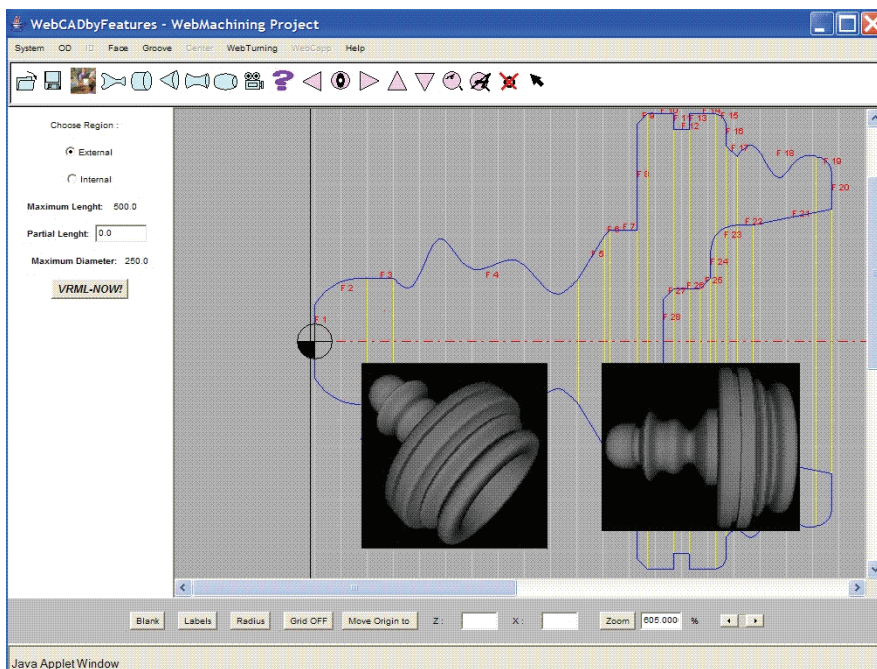 WebCADbyFeatures - WebMachining Project
System OD ID Face Groove Center WebTurning WebCapp Help
Choose Region :
External
Internal
Maximum Lenght: 500.0
Partial Lenght: 0.0
Maximum Diameter: 250.0
VRML-NOW!
F 1
F 2
F 3
F 4
F 5
F 6
F 7
F 8
F 9
F 10
F 11
F 12
F 13
F 14
F 15
F 16
F 17
F 18
F 19
F 20
F 21
F 22
F 23
F 24
F 25
F 26
F 27
F 28
Blank Labels Radius Grid OFF Move Origin to Z : X : Zoom 605.000 %
Java Applet Window